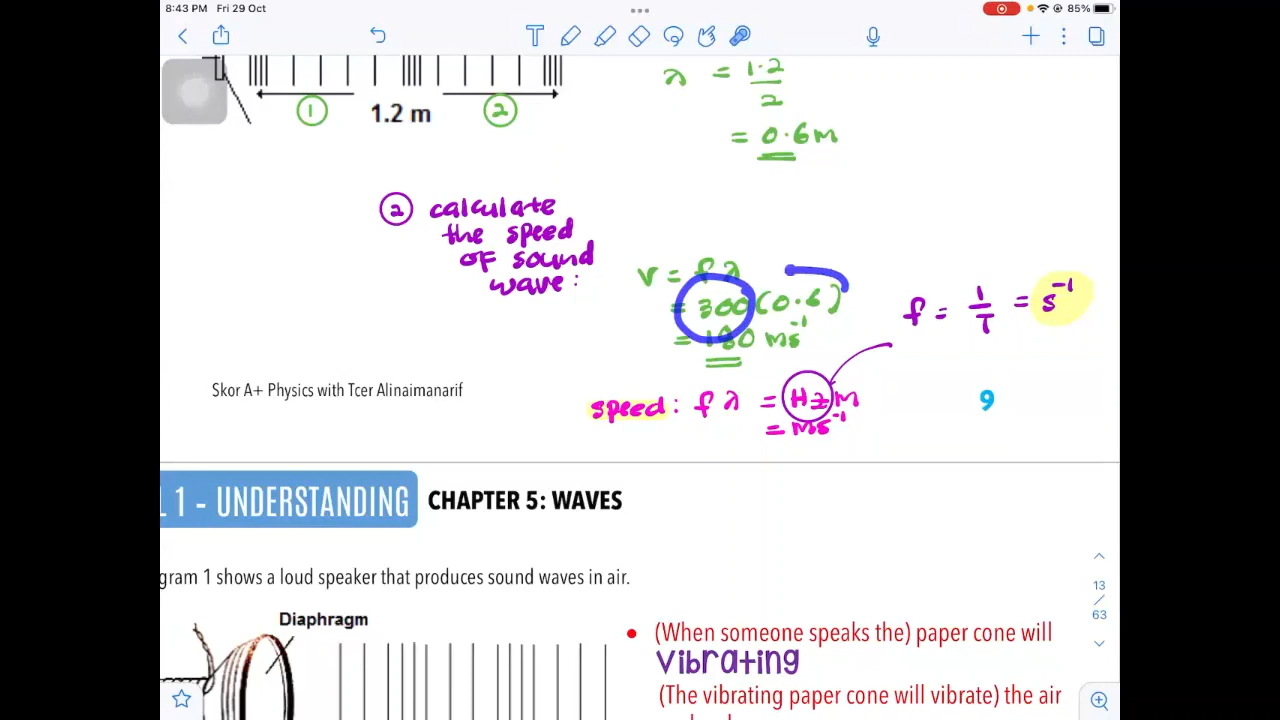 8:43 PM Fri 29 Oct
85%
T
λ = 1.2
2
= 0.6m
1 1.2 m 2
2 calculate
the speed
of sound
wave:
v = fλ
= 300(0.6)
= 180 ms⁻¹
f = 1/T = s⁻¹
Skor A+ Physics with Tcer Alinaimanarif
speed: fλ = Hz m
= ms⁻¹
9
L 1 - UNDERSTANDING CHAPTER 5: WAVES
gram 1 shows a loud speaker that produces sound waves in air.
13
/
63
Diaphragm
• (When someone speaks the) paper cone will
Vibrating
(The vibrating paper cone will vibrate) the air